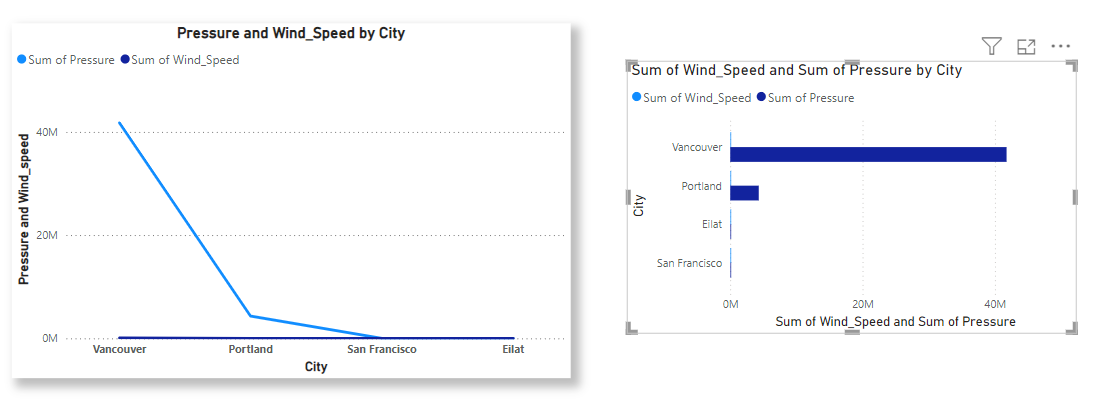 Pressure and Wind_Speed by City
Sum of Pressure Sum of Wind_Speed
Pressure and Wind_speed
40M
20M
0M
Vancouver Portland San Francisco Eilat
City
Sum of Wind_Speed and Sum of Pressure by City
Sum of Wind_Speed Sum of Pressure
City
Vancouver
Portland
Eilat
San Francisco
0M 20M 40M
Sum of Wind_Speed and Sum of Pressure